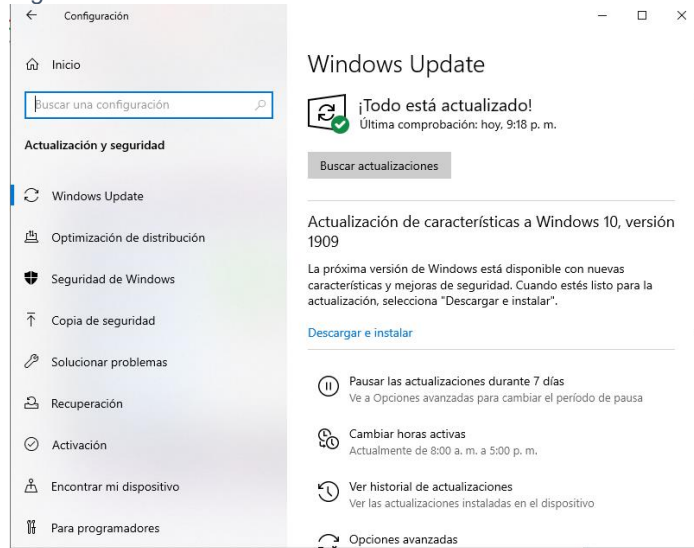 Configuración
Inicio
Buscar una configuración
Actualización y seguridad
Windows Update
Optimización de distribución
Seguridad de Windows
Copia de seguridad
Solucionar problemas
Recuperación
Activación
Encontrar mi dispositivo
Para programadores
Windows Update
¡Todo está actualizado!
Última comprobación: hoy, 9:18 p. m.
Buscar actualizaciones
Actualización de características a Windows 10, versión
1909
La próxima versión de Windows está disponible con nuevas
características y mejoras de seguridad. Cuando estés listo para la
actualización, selecciona "Descargar e instalar".
Descargar e instalar
Pausar las actualizaciones durante 7 días
Ve a Opciones avanzadas para cambiar el período de pausa
Cambiar horas activas
Actualmente de 8:00 a. m. a 5:00 p. m.
Ver historial de actualizaciones
Ver las actualizaciones instaladas en el dispositivo
Opciones avanzadas